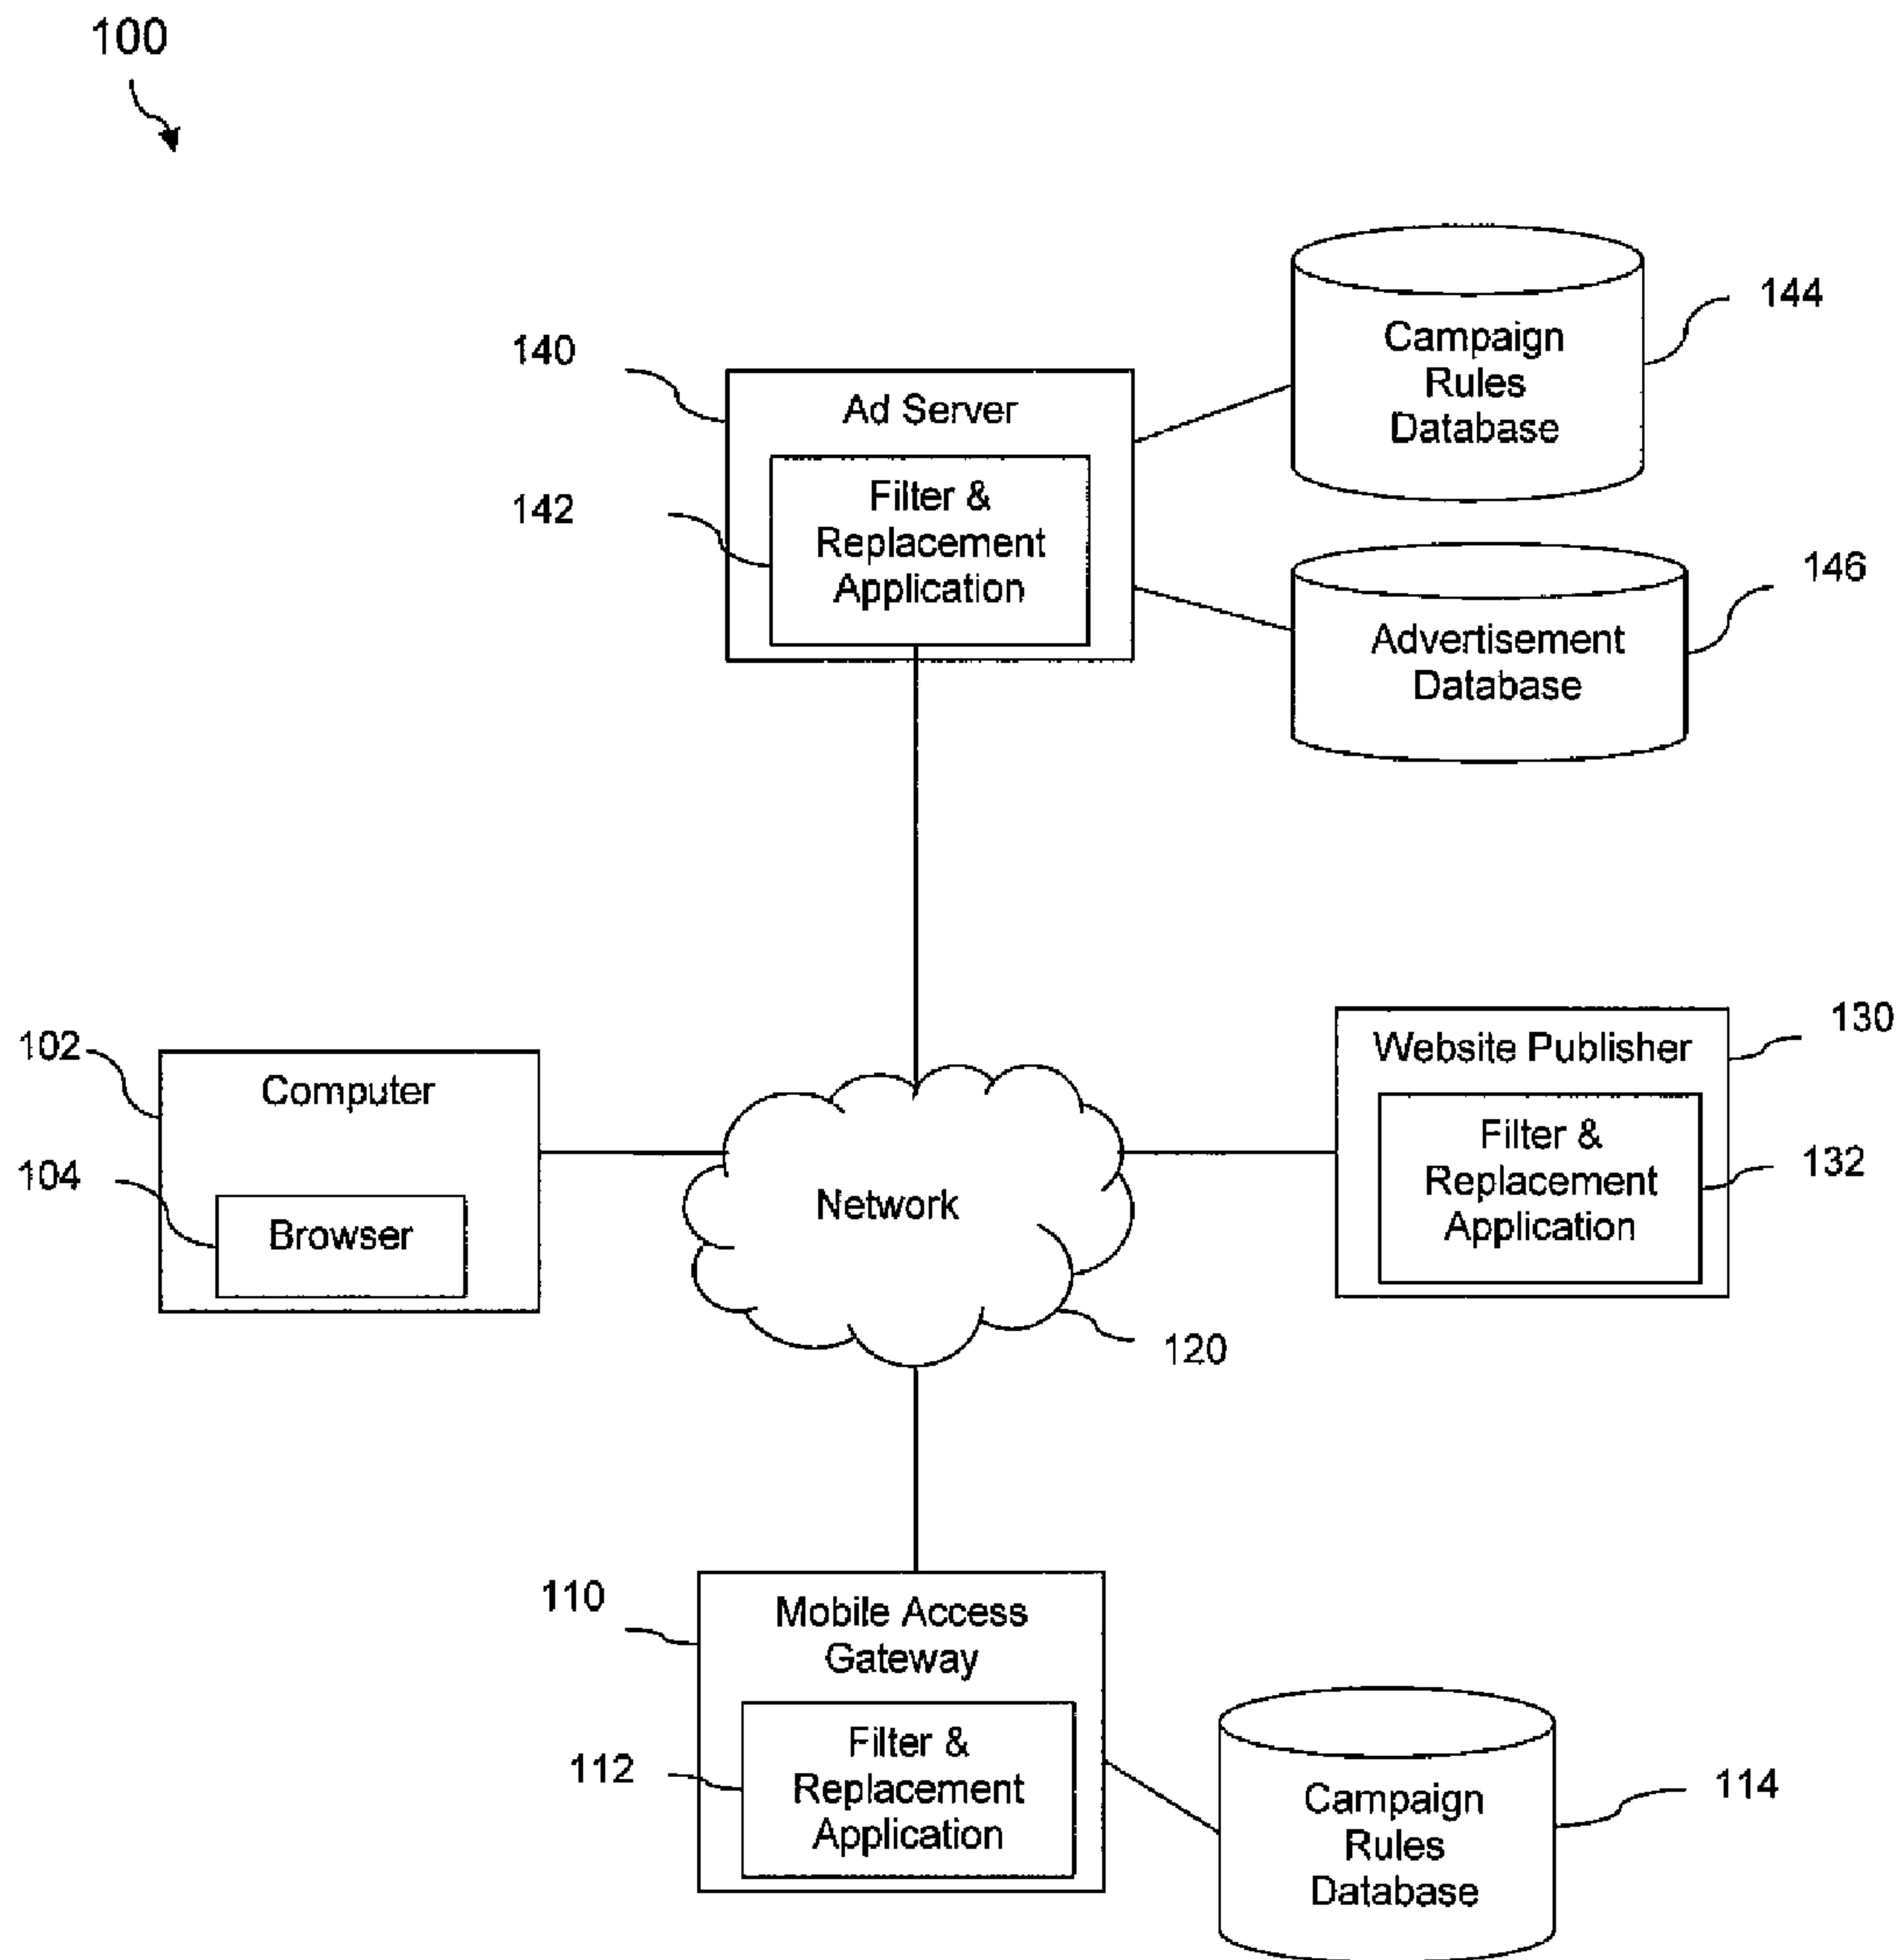 100
140
Ad Server
142
Filter &
Replacement
Application
Campaign
Rules
Database
144
Advertisement
Database
146
102
Computer
104
Browser
Network
120
Website Publisher
130
Filter &
Replacement
Application
132
110
Mobile Access
Gateway
112
Filter &
Replacement
Application
Campaign
Rules
Database
114